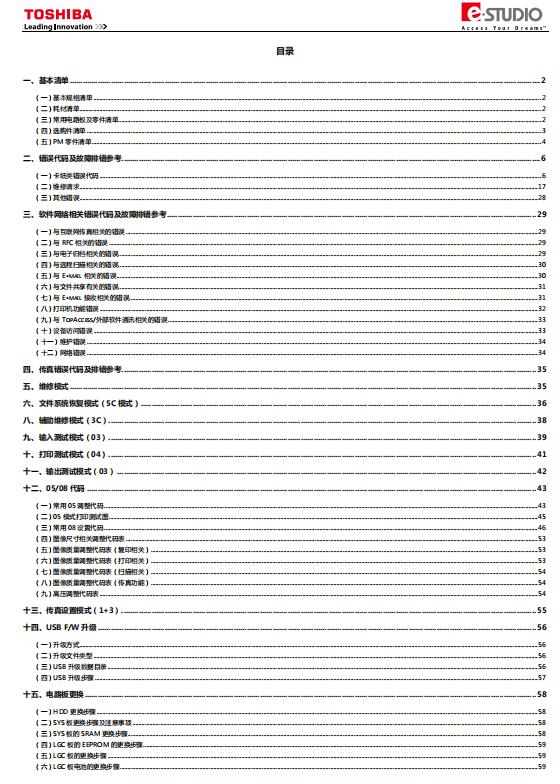 TOSHIBA
Leading Innovation >>>
e-STUDIO
Access Your Dreams™
目录
一、基本清单 2
（一）基本规格清单 2
（二）耗材清单 2
（三）常用电路板及零件清单 2
（四）选购件清单 3
（五）PM 零件清单 4
二、错误代码及故障排错参考 6
（一）卡纸类错误代码 6
（二）维修请求 17
（三）其他错误 28
三、软件网络相关错误代码及故障排错参考 29
（一）与互联网传真相关的错误 29
（二）与 RFC 相关的错误 29
（三）与电子归档相关的错误 29
（四）与远程扫描相关的错误 30
（五）与 E-MAIL 相关的错误 30
（六）与文件共享有关的错误 31
（七）与 E-MAIL 接收相关的错误 31
（八）打印机功能错误 32
（九）与 TOPACCESS/外部软件通讯相关的错误 33
（十）设备访问错误 33
（十一）维护错误 34
（十二）网络错误 34
四、传真错误代码及排错参考 35
五、维修模式 35
六、文件系统恢复模式（5C 模式） 36
八、辅助维修模式（3C） 38
九、输入测试模式（03） 39
十、打印测试模式（04） 41
十一、输出测试模式（03） 42
十二、05/08 代码 43
（一）常用 05 调整代码 43
（二）05 模式打印测试图 45
（三）常用 08 设置代码 46
（四）图像尺寸相关调整代码表 53
（五）图像质量调整代码表（复印相关） 53
（六）图像质量调整代码表（打印相关） 53
（七）图像质量调整代码表（扫描相关） 54
（八）图像质量调整代码表（传真功能） 54
（九）高压调整代码表 54
十三、传真设置模式（1+3） 55
十四、USB F/W 升级 56
（一）升级方式 56
（二）升级文件类型 56
（三）USB 升级数据目录 56
（四）USB 升级步骤 57
十五、电路板更换 58
（一）HDD 更换步骤 58
（二）SYS 板更换步骤及注意事项 58
（三）SYS 板的 SRAM 更换步骤 58
（四）LGC 板的 EEPROM 的更换步骤 59
（五）LGC 板的更换步骤 59
（六）LGC 板电池的更换步骤 59